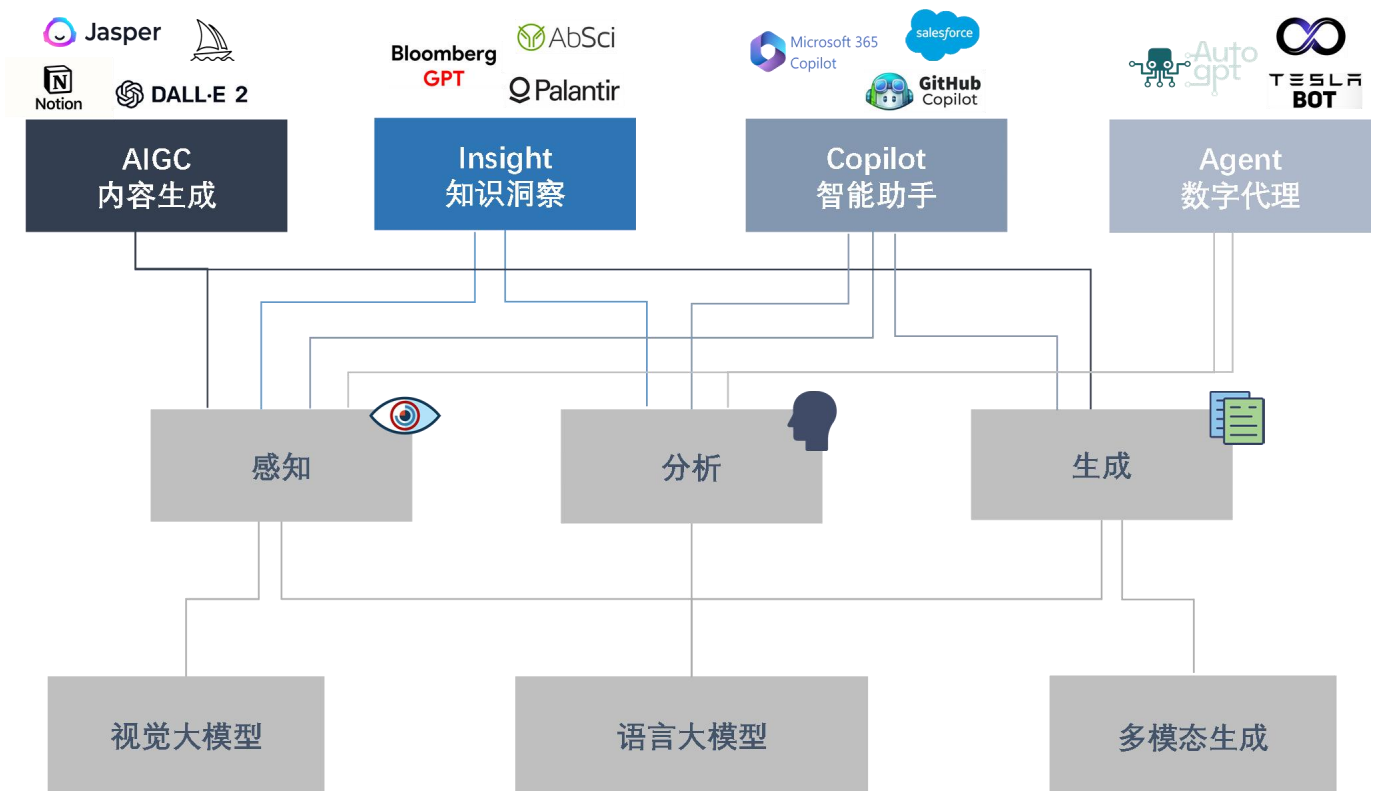 Jasper
Notion
DALL·E 2
Bloomberg
GPT
AbSci
Palantir
Microsoft 365
Copilot
salesforce
GitHub
Copilot
Auto
gpt
TESLA
BOT
AIGC
内容生成
Insight
知识洞察
Copilot
智能助手
Agent
数字代理
感知
分析
生成
视觉大模型
语言大模型
多模态生成